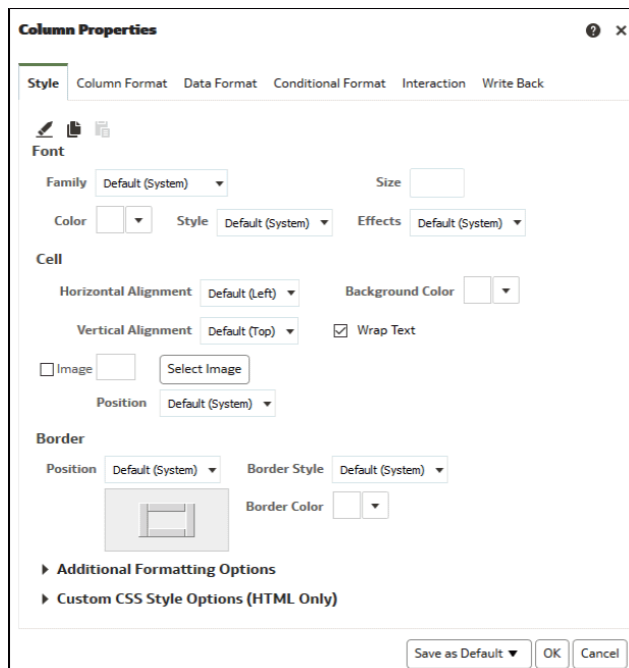 Column Properties
Style Column Format Data Format Conditional Format Interaction Write Back
Font
Family Default (System) Size
Color Style Default (System) Effects Default (System)
Cell
Horizontal Alignment Default (Left) Background Color
Vertical Alignment Default (Top) Wrap Text
Image Select Image
Position Default (System)
Border
Position Default (System) Border Style Default (System)
Border Color
Additional Formatting Options
Custom CSS Style Options (HTML Only)
Save as Default OK Cancel